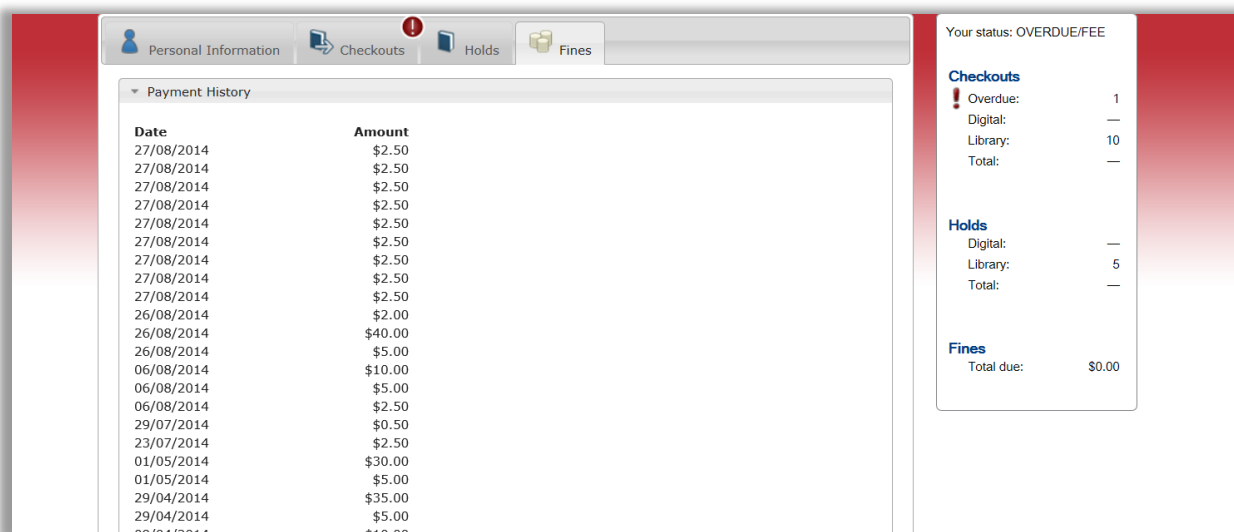 Personal Information
Checkouts
Holds
Fines
Payment History
Date Amount
27/08/2014 $2.50
27/08/2014 $2.50
27/08/2014 $2.50
27/08/2014 $2.50
27/08/2014 $2.50
27/08/2014 $2.50
27/08/2014 $2.50
27/08/2014 $2.50
27/08/2014 $2.50
26/08/2014 $2.00
26/08/2014 $40.00
26/08/2014 $5.00
06/08/2014 $10.00
06/08/2014 $5.00
06/08/2014 $2.50
29/07/2014 $0.50
23/07/2014 $2.50
01/05/2014 $30.00
01/05/2014 $5.00
29/04/2014 $35.00
29/04/2014 $5.00
Your status: OVERDUE/FEE
Checkouts
Overdue: 1
Digital: —
Library: 10
Total: —
Holds
Digital: —
Library: 5
Total: —
Fines
Total due: $0.00